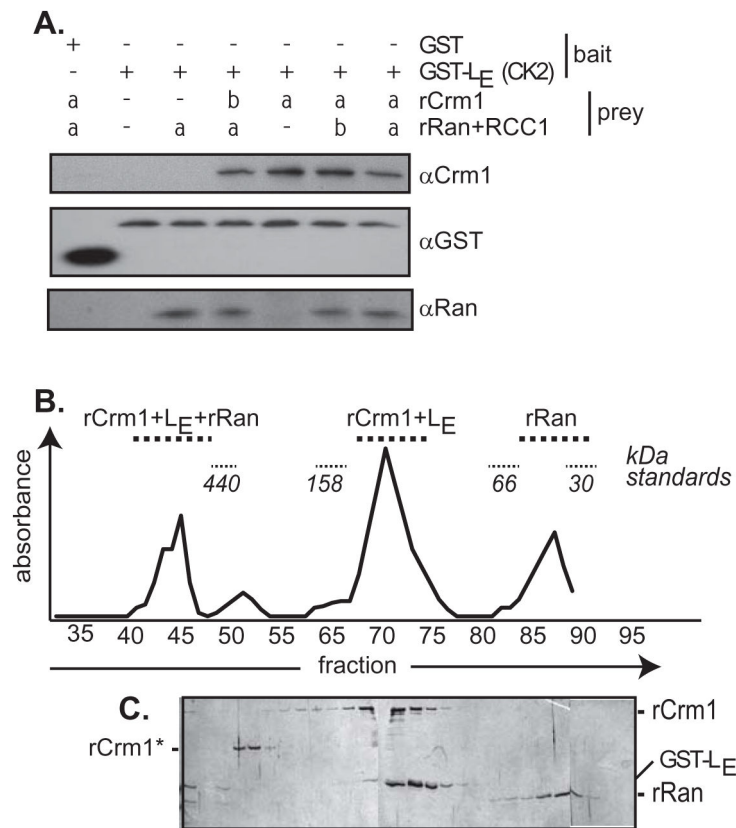 A.
+ - - - - - - GST
- + + + + + + GST-LE (CK2)
bait
a - - b a a a rCrm1
a - a a - b a rRan+RCC1
prey
αCrm1
αGST
αRan
B.
rCrm1+LE+rRan rCrm1+LE rRan
440 158 66 30 kDa standards
absorbance
35 40 45 50 55 65 70 75 80 85 90 95
fraction
C.
rCrm1
rCrm1*
GST-LE
rRan